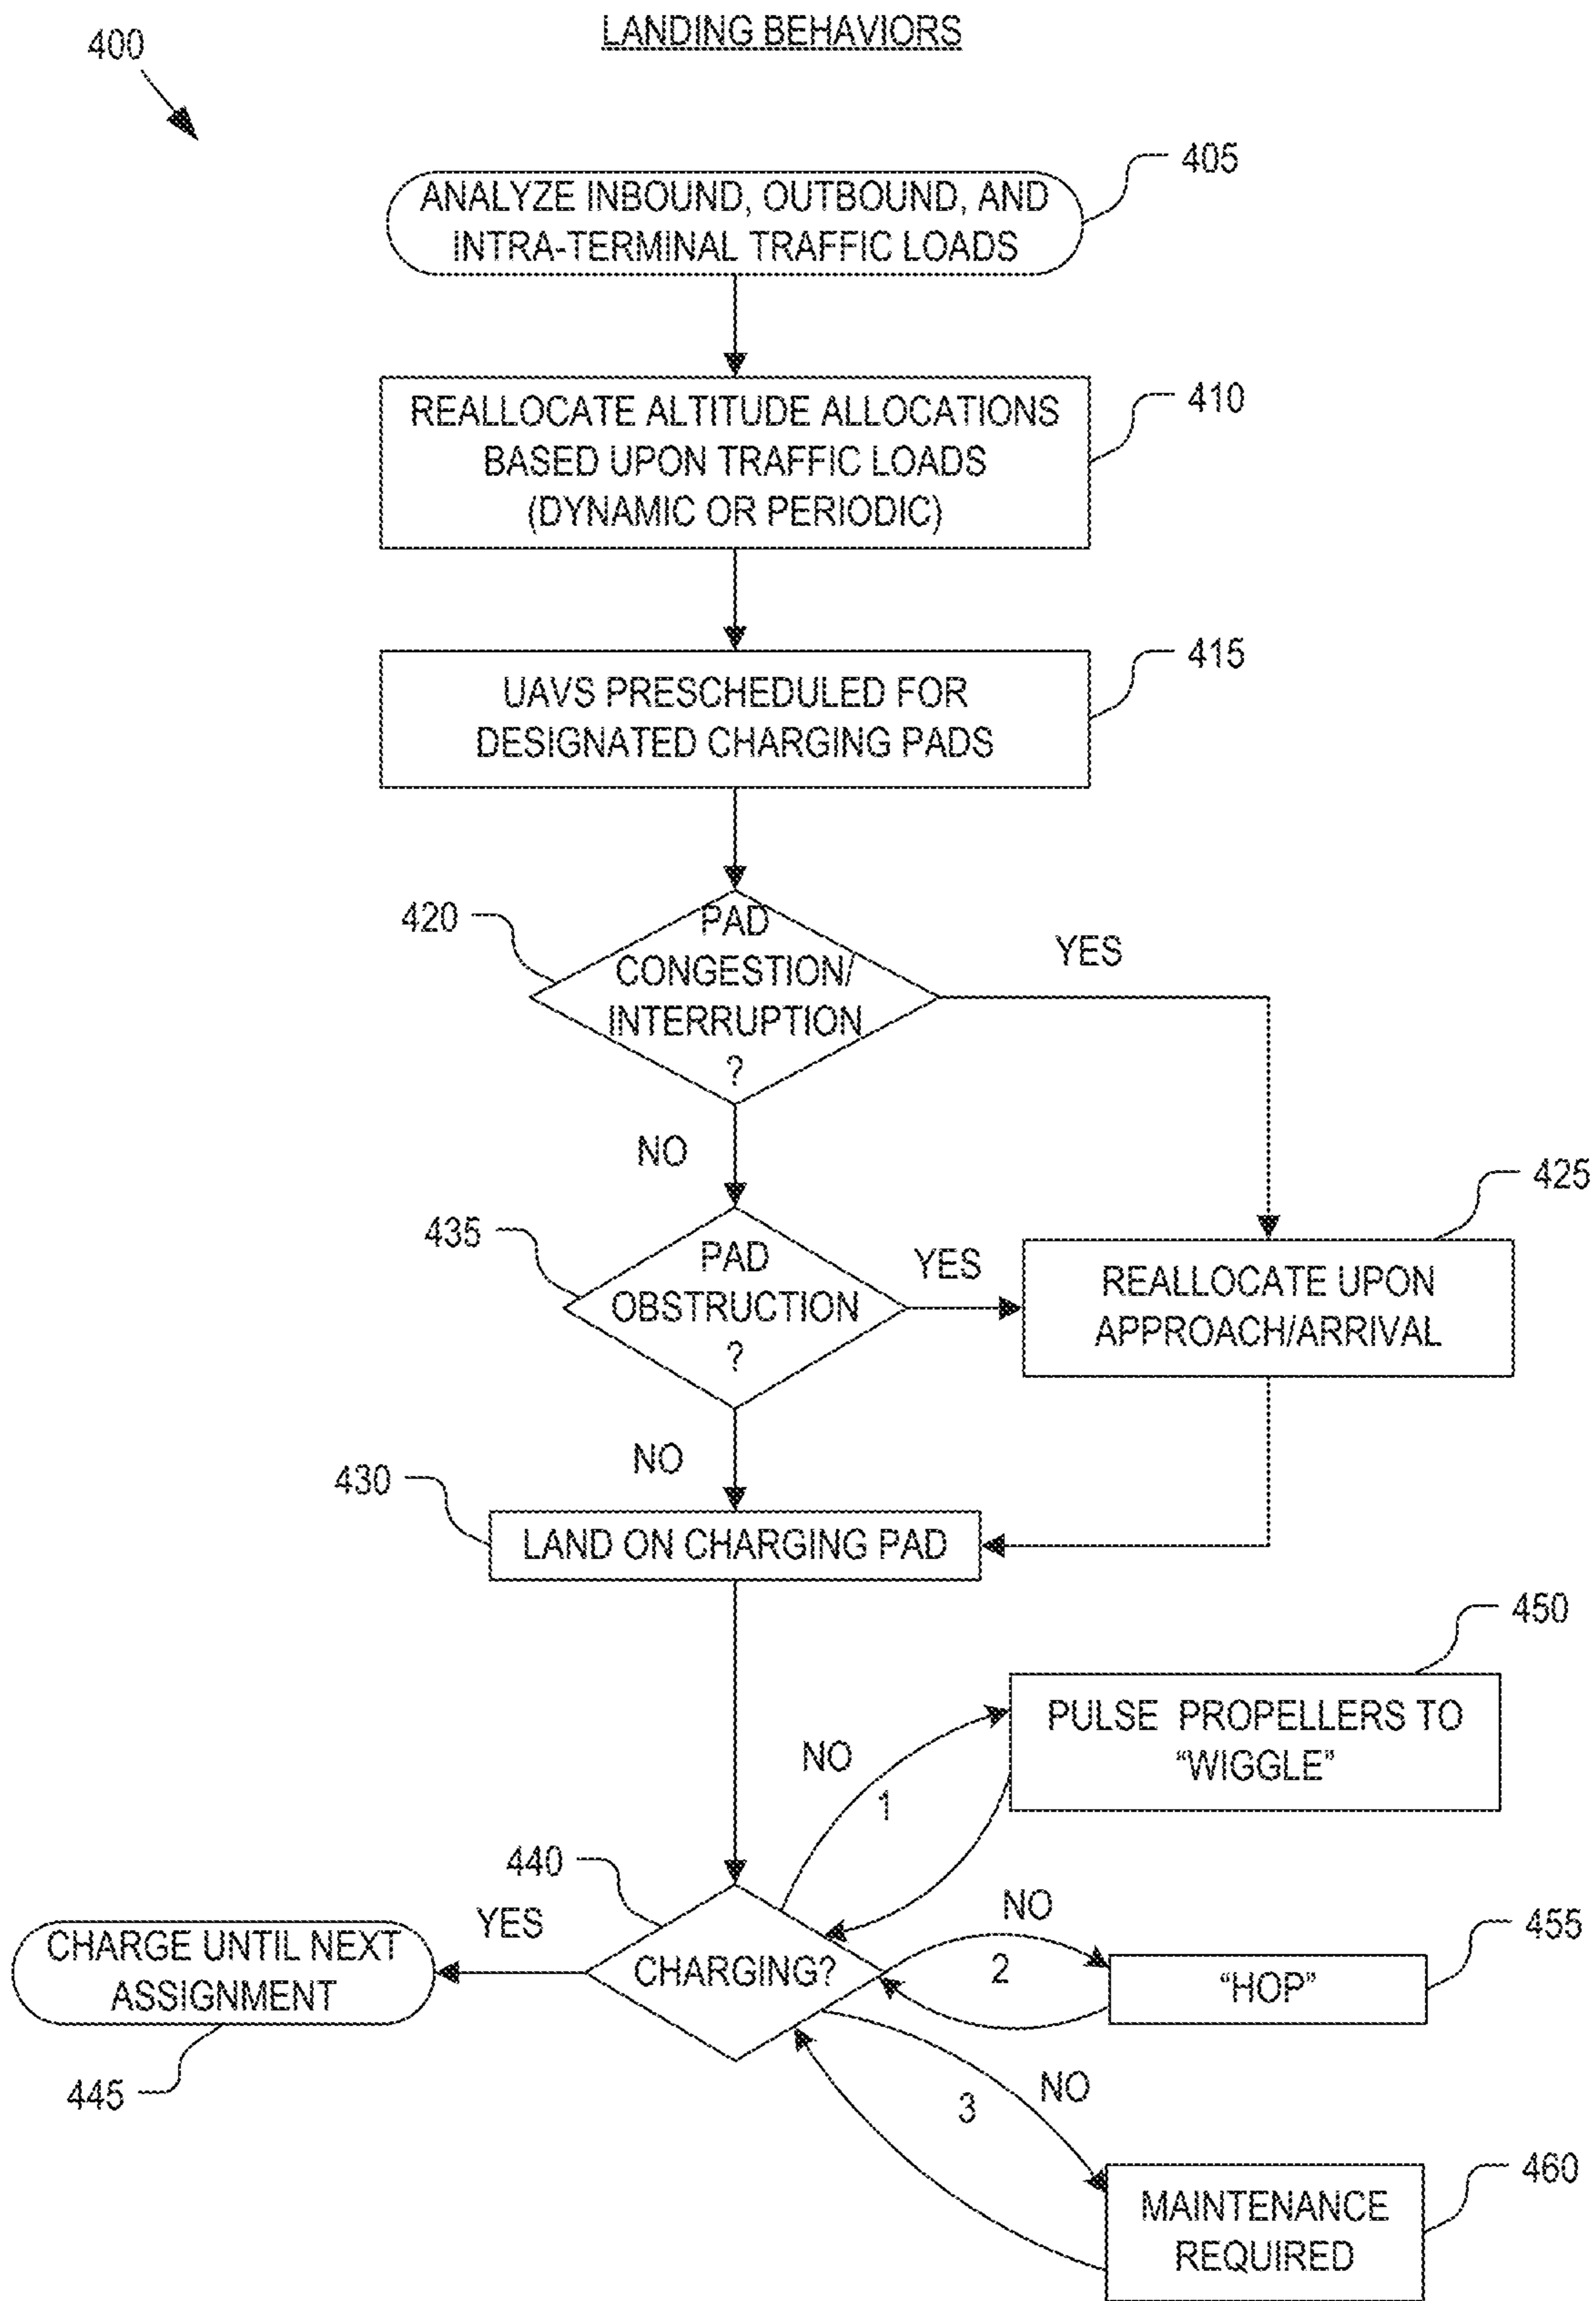 LANDING BEHAVIORS
400
405
ANALYZE INBOUND, OUTBOUND, AND
INTRA-TERMINAL TRAFFIC LOADS
410
REALLOCATE ALTITUDE ALLOCATIONS
BASED UPON TRAFFIC LOADS
(DYNAMIC OR PERIODIC)
415
UAVS PRESCHEDULED FOR
DESIGNATED CHARGING PADS
420
PAD
CONGESTION/
INTERRUPTION
?
YES
NO
425
435
PAD
OBSTRUCTION
?
YES
REALLOCATE UPON
APPROACH/ARRIVAL
NO
430
LAND ON CHARGING PAD
450
PULSE PROPELLERS TO
“WIGGLE”
NO
1
440
CHARGING?
YES
CHARGE UNTIL NEXT
ASSIGNMENT
445
NO
2
455
“HOP”
NO
3
460
MAINTENANCE
REQUIRED